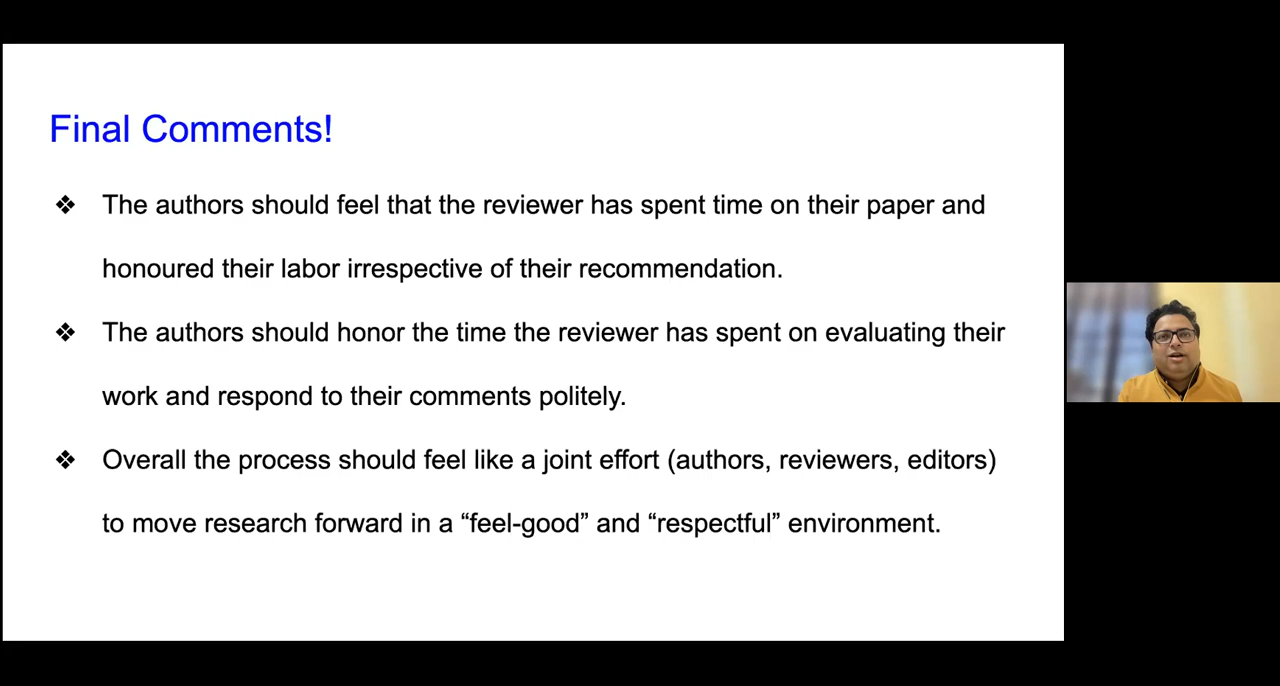 Final Comments!
❖ The authors should feel that the reviewer has spent time on their paper and
honoured their labor irrespective of their recommendation.
❖ The authors should honor the time the reviewer has spent on evaluating their
work and respond to their comments politely.
❖ Overall the process should feel like a joint effort (authors, reviewers, editors)
to move research forward in a “feel-good” and “respectful” environment.